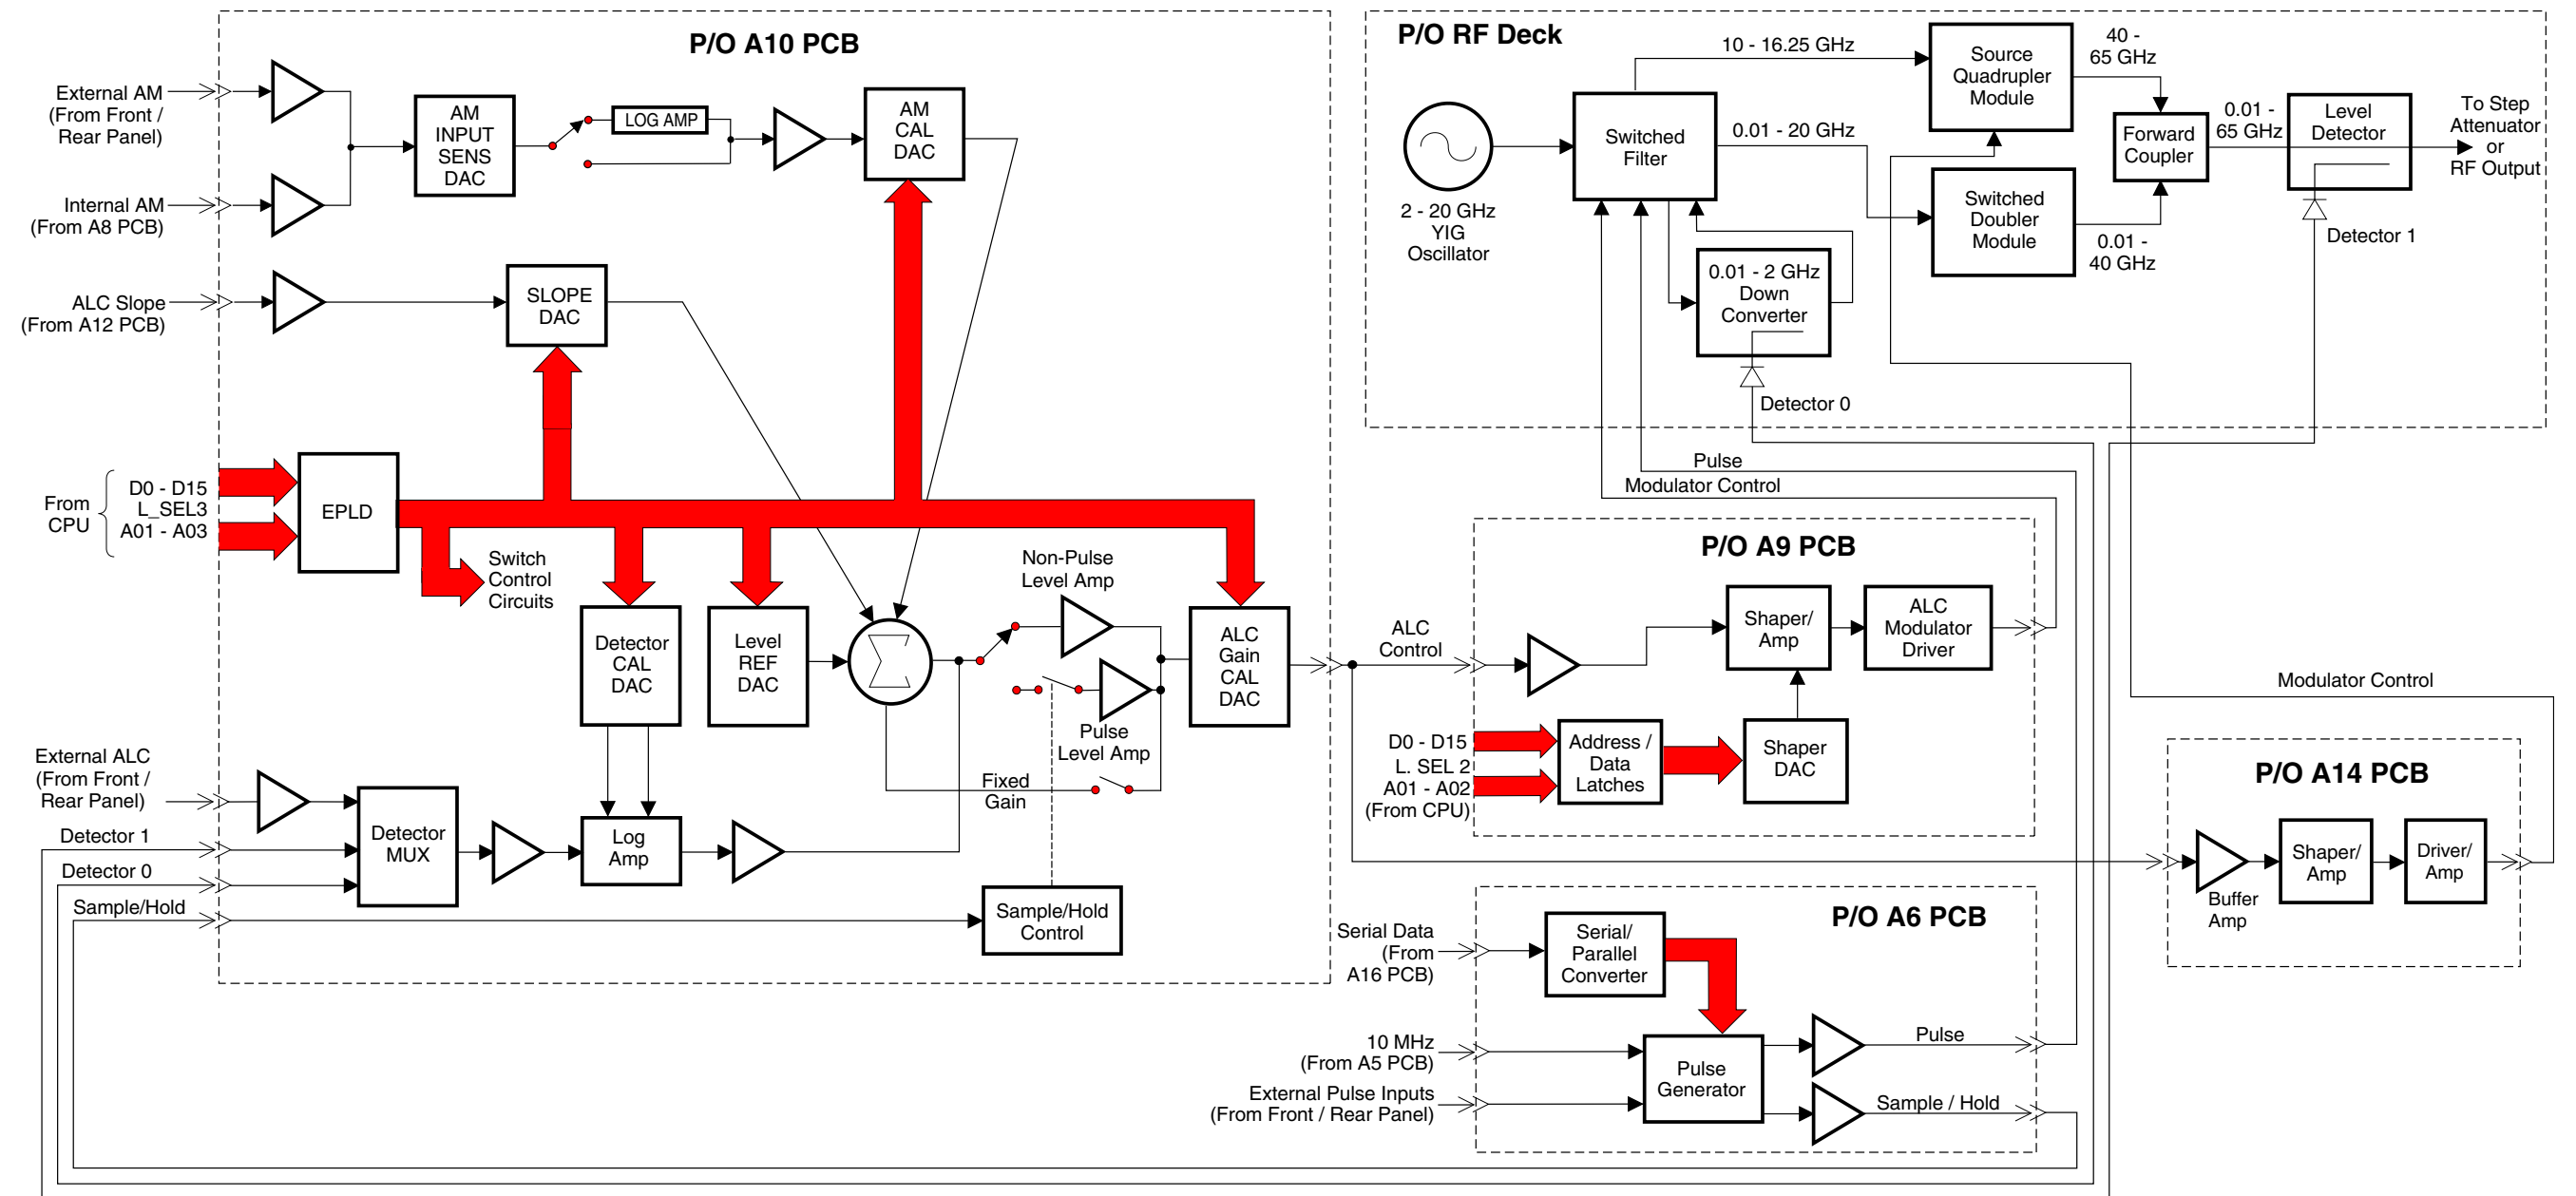 P/O A10 PCB
External AM
(From Front /
Rear Panel)
Internal AM
(From A8 PCB)
AM
INPUT
SENS
DAC
LOG AMP
AM
CAL
DAC
ALC Slope
(From A12 PCB)
SLOPE
DAC
From
CPU
D0 - D15
L_SEL3
A01 - A03
EPLD
Switch
Control
Circuits
Detector
CAL
DAC
Level
REF
DAC
Non-Pulse
Level Amp
Pulse
Level Amp
Fixed
Gain
ALC
Gain
CAL
DAC
External ALC
(From Front /
Rear Panel)
Detector 1
Detector 0
Sample/Hold
Detector
MUX
Log
Amp
Sample/Hold
Control
P/O RF Deck
2 - 20 GHz
YIG
Oscillator
Switched
Filter
10 - 16.25 GHz
0.01 - 20 GHz
Source
Quadrupler
Module
40 -
65 GHz
Switched
Doubler
Module
0.01 -
40 GHz
Forward
Coupler
0.01 -
65 GHz
Level
Detector
To Step
Attenuator
or
RF Output
Detector 1
0.01 - 2 GHz
Down
Converter
Detector 0
Pulse
Modulator Control
P/O A9 PCB
ALC
Control
Shaper/
Amp
ALC
Modulator
Driver
D0 - D15
L. SEL 2
A01 - A02
(From CPU)
Address /
Data
Latches
Shaper
DAC
Modulator Control
P/O A14 PCB
Buffer
Amp
Shaper/
Amp
Driver/
Amp
P/O A6 PCB
Serial Data
(From
A16 PCB)
Serial/
Parallel
Converter
10 MHz
(From A5 PCB)
External Pulse Inputs
(From Front / Rear Panel)
Pulse
Generator
Pulse
Sample / Hold